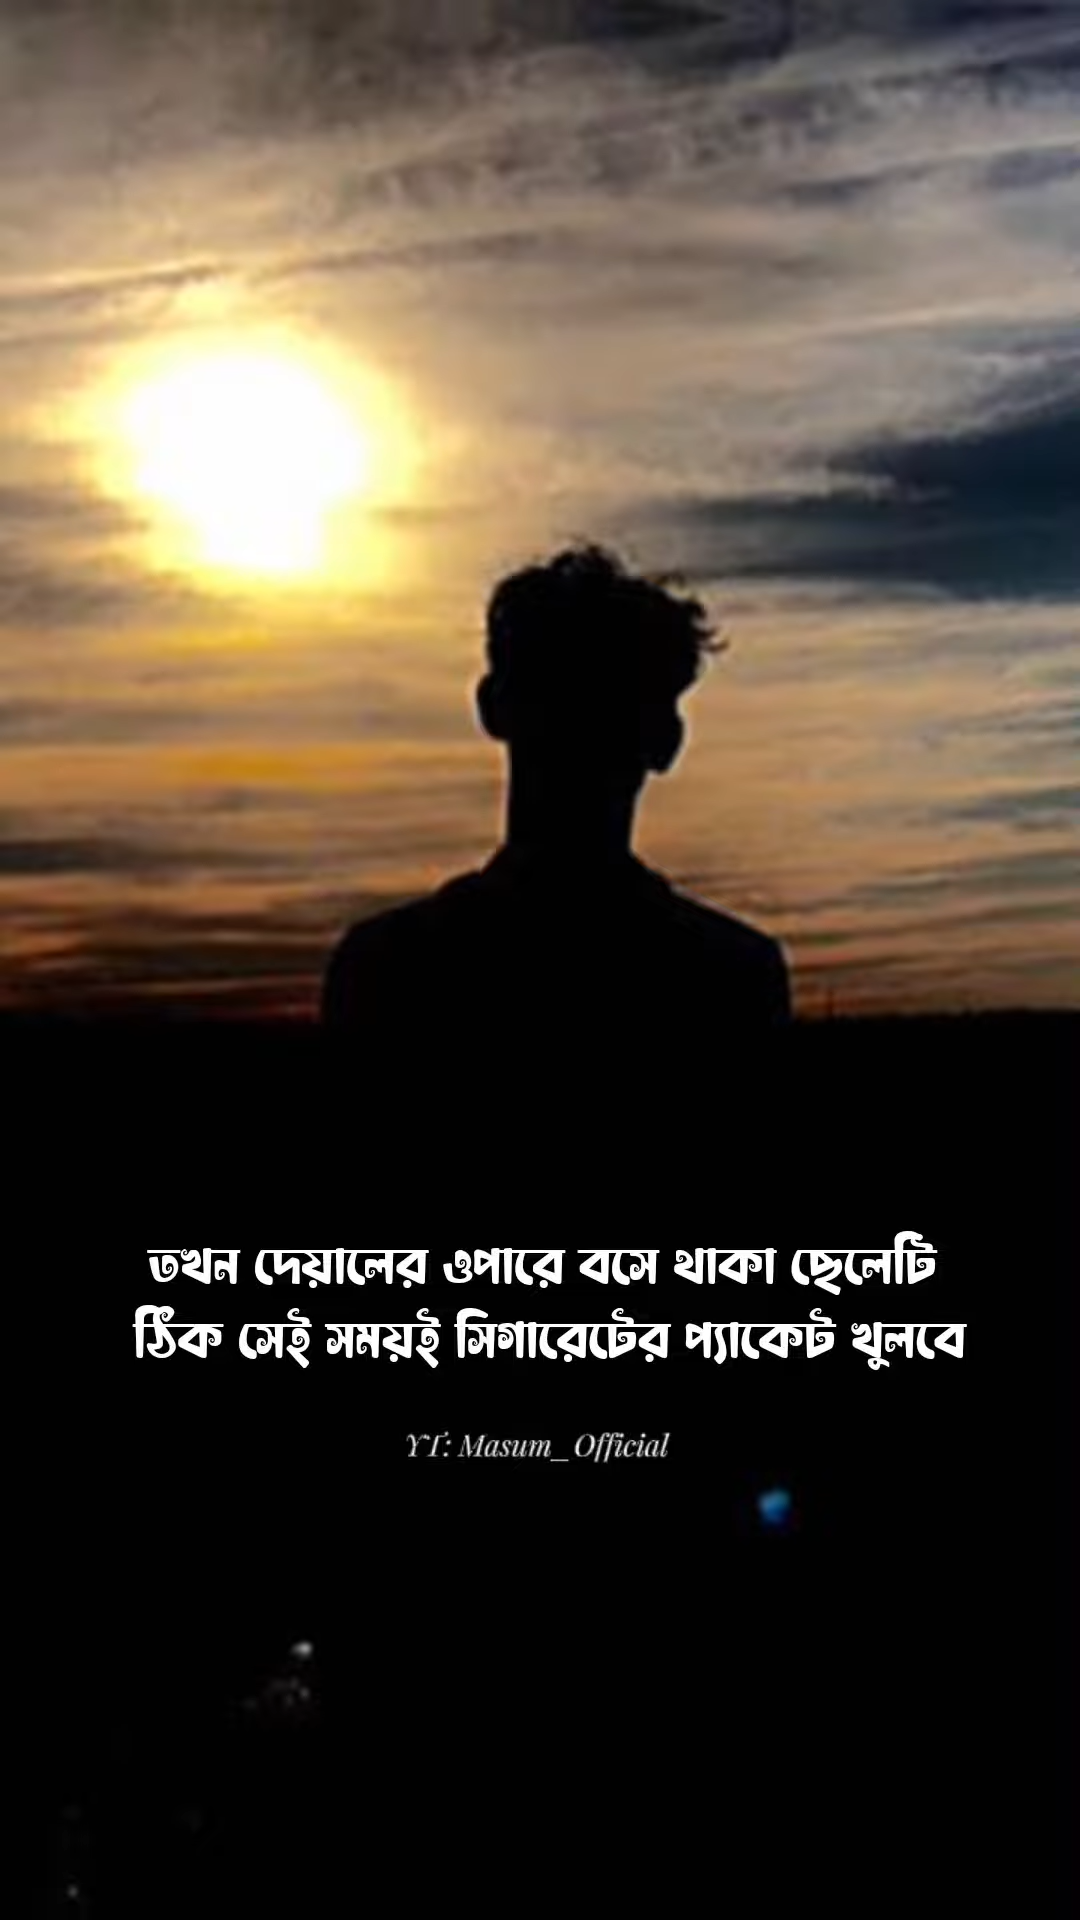 তখন দেয়ালের ওপারে বসে থাকা ছেলেটি
ঠিক সেই সময়ই সিগারেটের প্যাকেট খুলবে
YT: Masum_Official